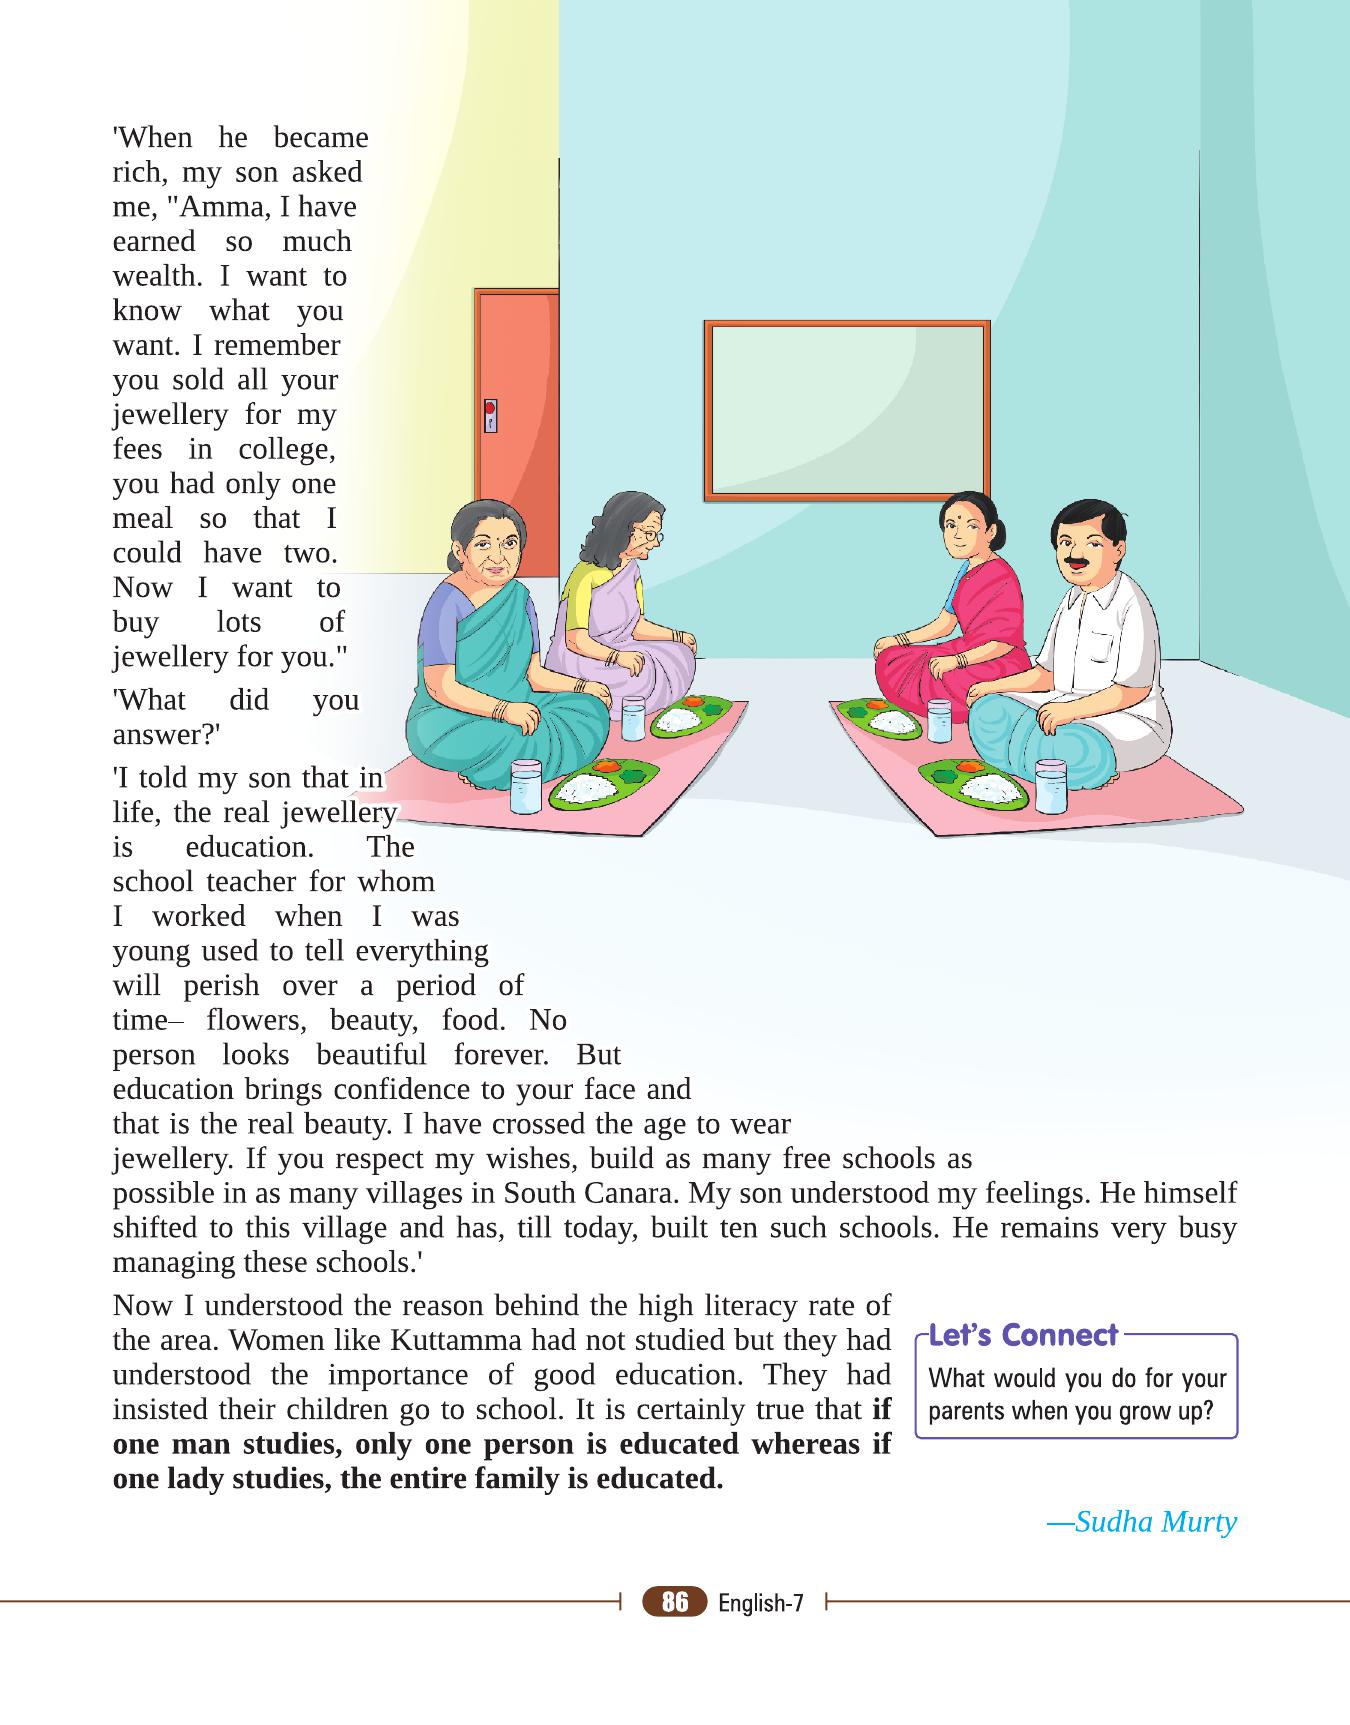 'When he became
rich, my son asked
me, "Amma, I have
earned so much
wealth. I want to
know what you
want. I remember
you sold all your
jewellery for my
fees in college,
you had only one
meal so that I
could have two.
Now I want to
buy lots of
jewellery for you."
'What did you
answer?'
'I told my son that in
life, the real jewellery
is education. The
school teacher for whom
I worked when I was
young used to tell everything
will perish over a period of
time– flowers, beauty, food. No
person looks beautiful forever. But
education brings confidence to your face and
that is the real beauty. I have crossed the age to wear
jewellery. If you respect my wishes, build as many free schools as
possible in as many villages in South Canara. My son understood my feelings. He himself
shifted to this village and has, till today, built ten such schools. He remains very busy
managing these schools.'
Now I understood the reason behind the high literacy rate of
the area. Women like Kuttamma had not studied but they had
understood the importance of good education. They had
insisted their children go to school. It is certainly true that if
one man studies, only one person is educated whereas if
one lady studies, the entire family is educated.
Let's Connect
What would you do for your
parents when you grow up?
—Sudha Murty
86 English-7